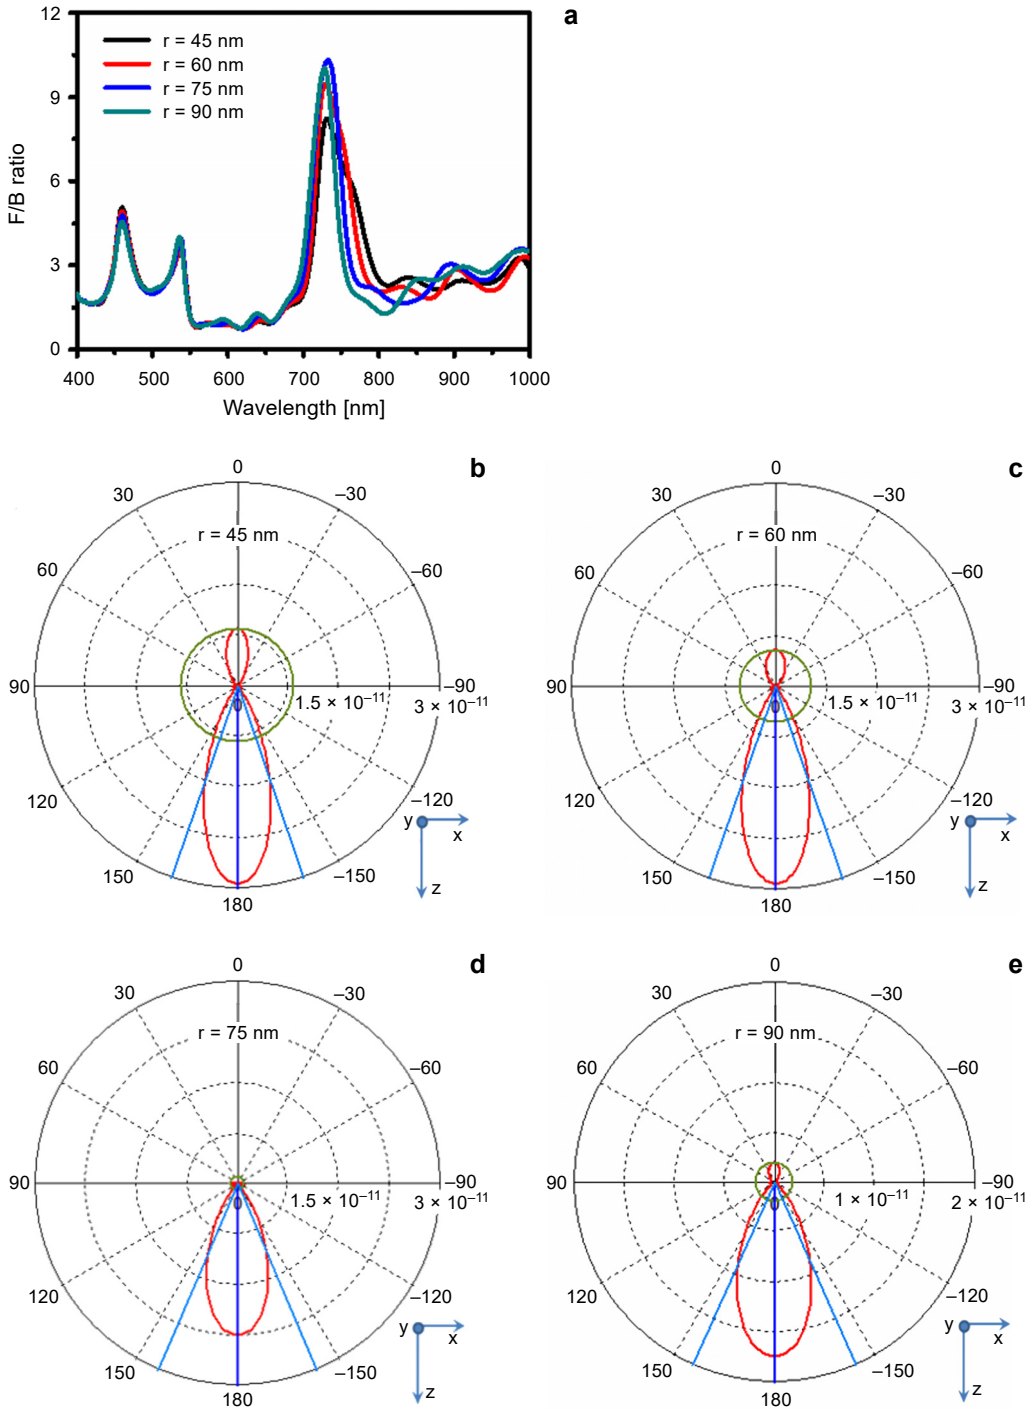 a
12
9
6
3
0
F/B ratio
r = 45 nm
r = 60 nm
r = 75 nm
r = 90 nm
400 500 600 700 800 900 1000
Wavelength [nm]
b
0
30 –30
r = 45 nm
60 –60
90 –90
0
1.5 × 10⁻¹¹ 3 × 10⁻¹¹
120 –120
y x
150 –150
z
180
c
0
30 –30
r = 60 nm
60 –60
90 –90
0
1.5 × 10⁻¹¹ 3 × 10⁻¹¹
120 –120
y x
150 –150
z
180
d
0
30 –30
r = 75 nm
60 –60
90 –90
0
1.5 × 10⁻¹¹ 3 × 10⁻¹¹
120 –120
y x
150 –150
z
180
e
0
30 –30
r = 90 nm
60 –60
90 –90
0
1 × 10⁻¹¹ 2 × 10⁻¹¹
120 –120
y x
150 –150
z
180